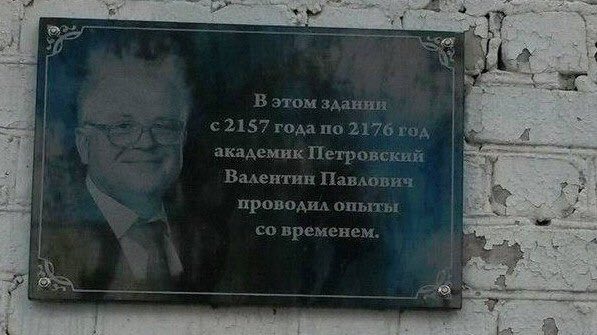 В этом здании
с 2157 года по 2176 год
академик Петровский
Валентин Павлович
проводил опыты
со временем.